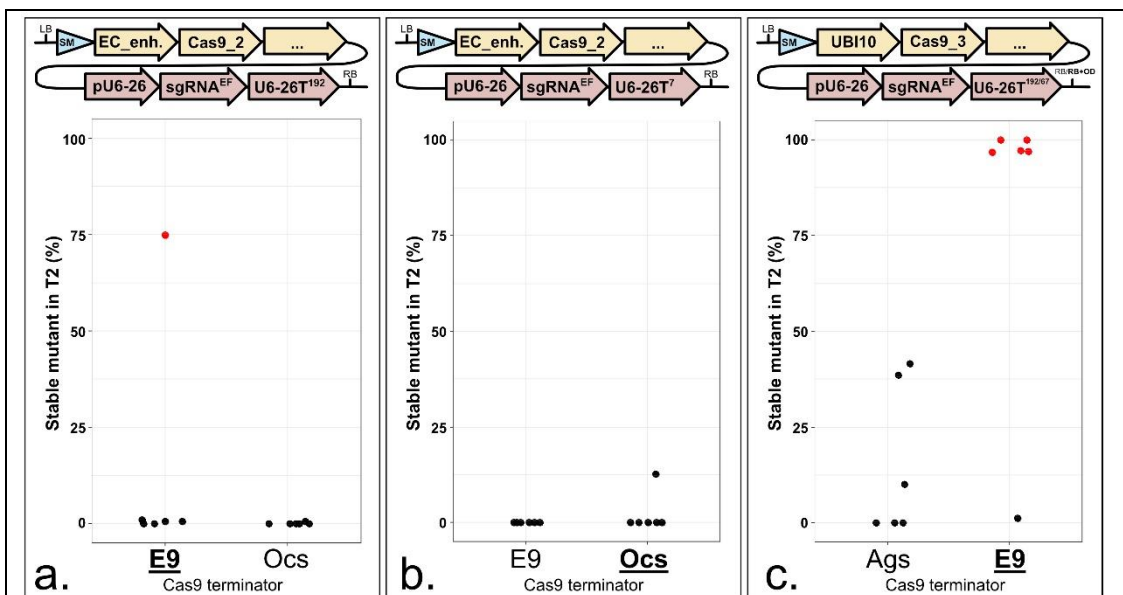 LB
SM EC_enh. Cas9_2 ...
pU6-26 sgRNAEF U6-26T192 RB
Stable mutant in T2 (%)
100
75
50
25
0
E9 Ocs
Cas9 terminator
a.
LB
SM EC_enh. Cas9_2 ...
pU6-26 sgRNAEF U6-26T7 RB
Stable mutant in T2 (%)
100
75
50
25
0
E9 Ocs
Cas9 terminator
b.
LB
SM UBI10 Cas9_3 ...
pU6-26 sgRNAEF U6-26T192/67 RB/RB+OD
Stable mutant in T2 (%)
100
75
50
25
0
Ags E9
Cas9 terminator
c.